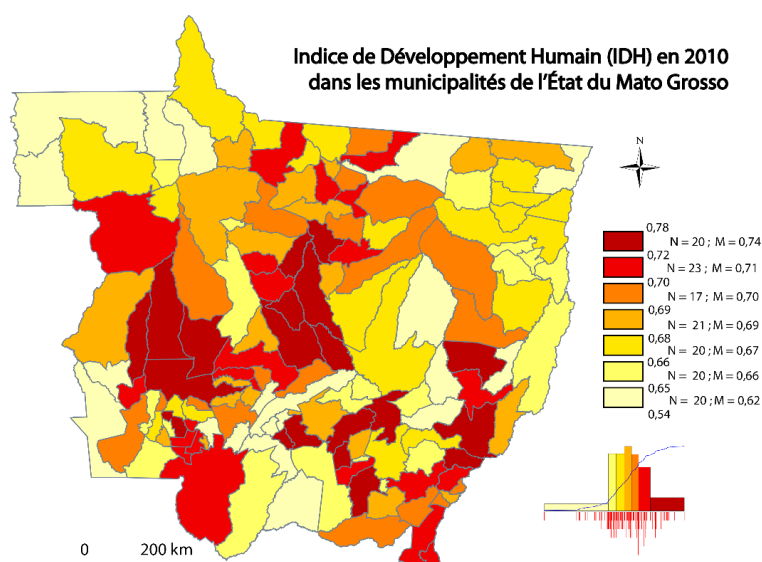 Indice de Développement Humain (IDH) en 2010
dans les municipalités de l'État du Mato Grosso
N
0,78
N = 20 ; M = 0,74
0,72
N = 23 ; M = 0,71
0,70
N = 17 ; M = 0,70
0,69
N = 21 ; M = 0,69
0,68
N = 20 ; M = 0,67
0,66
N = 20 ; M = 0,66
0,65
N = 20 ; M = 0,62
0,54
0 200 km